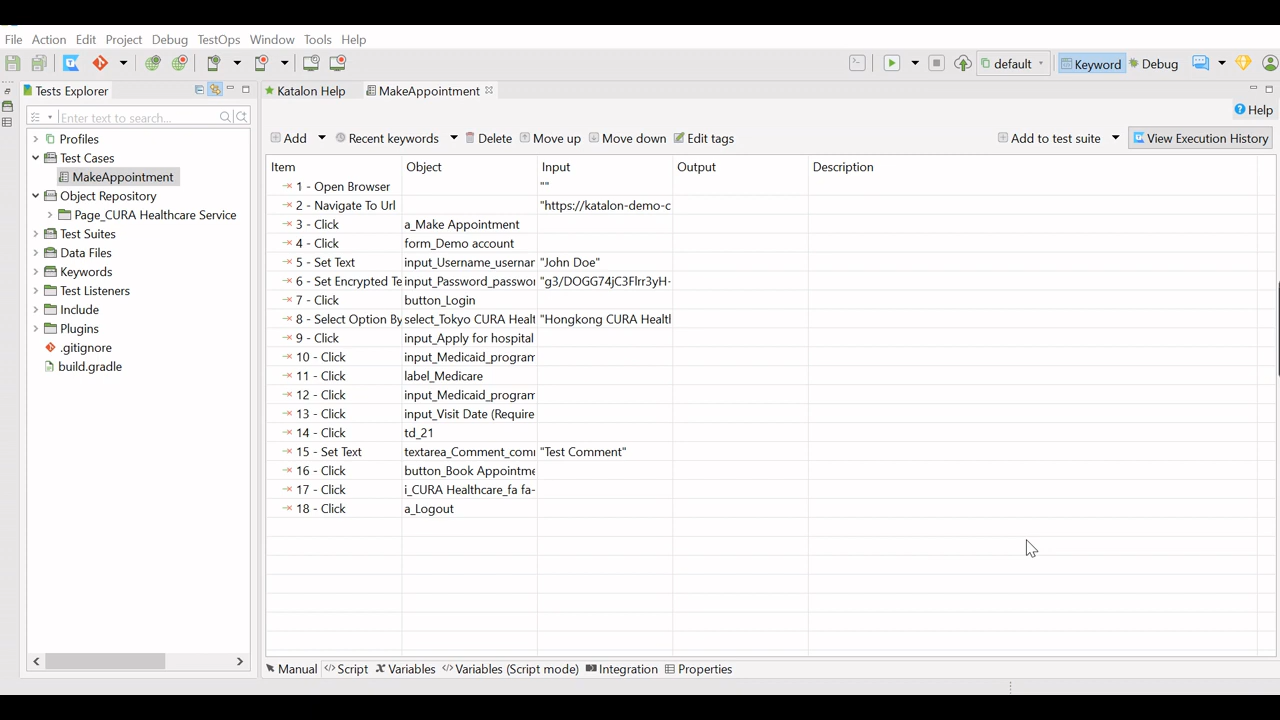 File Action Edit Project Debug TestOps Window Tools Help
default Keyword Debug
Tests Explorer
Enter text to search...
Profiles
Test Cases
MakeAppointment
Object Repository
Page_CURA Healthcare Service
Test Suites
Data Files
Keywords
Test Listeners
Include
Plugins
.gitignore
build.gradle
Katalon Help MakeAppointment
Help
Add Recent keywords Delete Move up Move down Edit tags Add to test suite View Execution History
Item Object Input Output Description
1 - Open Browser ""
2 - Navigate To Url "https://katalon-demo-c
3 - Click a_Make Appointment
4 - Click form_Demo account
5 - Set Text input_Username_usernar "John Doe"
6 - Set Encrypted Te input_Password_passwo "g3/DOGG74jC3Flrr3yH-
7 - Click button_Login
8 - Select Option By select_Tokyo CURA Healt "Hongkong CURA Healtl
9 - Click input_Apply for hospital
10 - Click input_Medicaid_program
11 - Click label_Medicare
12 - Click input_Medicaid_program
13 - Click input_Visit Date (Require
14 - Click td_21
15 - Set Text textarea_Comment_com "Test Comment"
16 - Click button_Book Appointme
17 - Click i_CURA Healthcare_fa fa-
18 - Click a_Logout
Manual Script Variables Variables (Script mode) Integration Properties